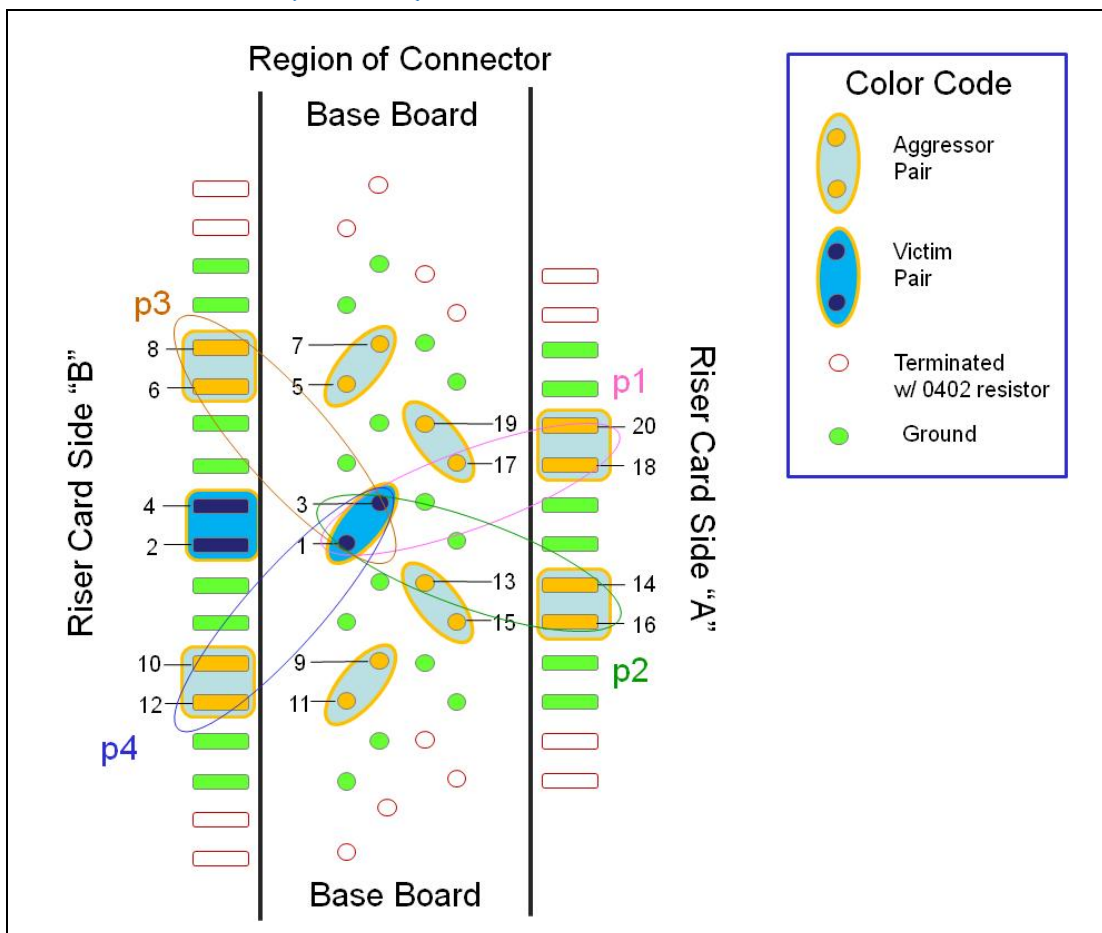 Region of Connector
Base Board
Color Code
Aggressor
Pair
Victim
Pair
Terminated
w/ 0402 resistor
Ground
p3
8
6
7
5
p1
19
17
20
18
4
2
3
1
Riser Card Side “B”
Riser Card Side “A”
13
15
14
16
10
12
9
11
p2
p4
Base Board